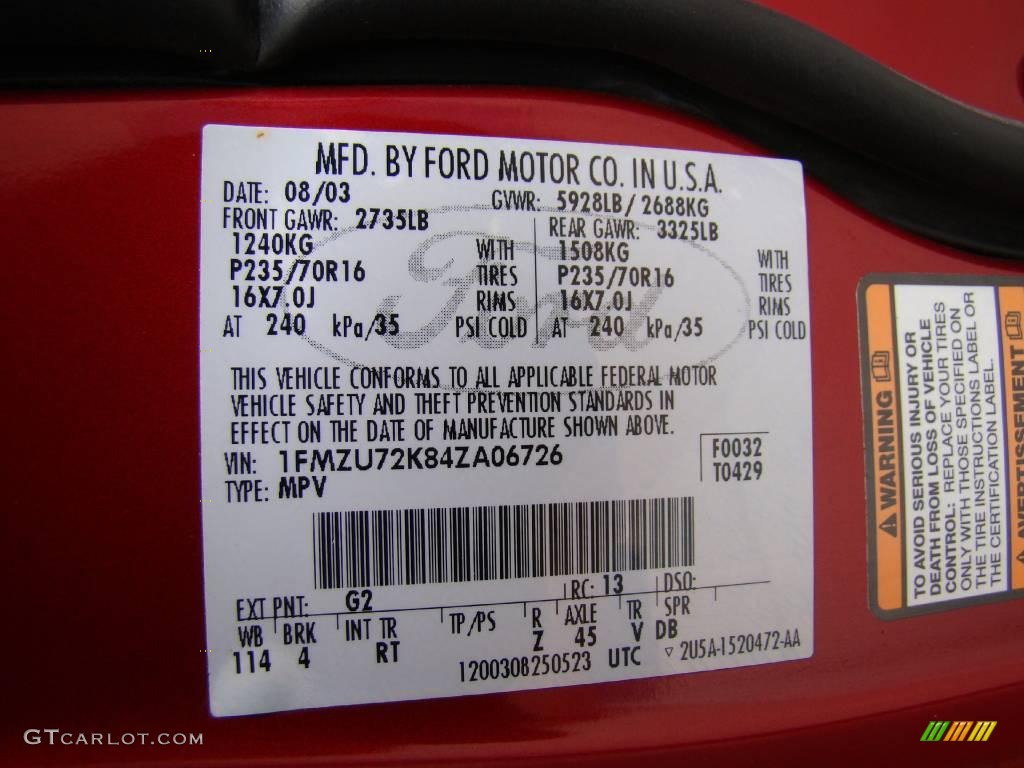 MFD. BY FORD MOTOR CO. IN U.S.A.
DATE: 08/03 GVWR: 5928LB / 2688KG
FRONT GAWR: 2735LB REAR GAWR: 3325LB
1240KG WITH 1508KG WITH
P235/70R16 TIRES P235/70R16 TIRES
16X7.0J RIMS 16X7.0J RIMS
AT 240 kPa/35 PSI COLD AT 240 kPa/35 PSI COLD
Ford
THIS VEHICLE CONFORMS TO ALL APPLICABLE FEDERAL MOTOR
VEHICLE SAFETY AND THEFT PREVENTION STANDARDS IN
EFFECT ON THE DATE OF MANUFACTURE SHOWN ABOVE.
VIN: 1FMZU72K84ZA06726 F0032
TYPE: MPV T0429
EXT PNT: G2 RC: 13 DSO:
WB BRK INT TR TP/PS R AXLE TR SPR
114 4 RT Z 45 V DB
1200308250523 UTC ▽2U5A-1520472-AA
WARNING
TO AVOID SERIOUS INJURY OR
DEATH FROM LOSS OF VEHICLE
CONTROL: REPLACE YOUR TIRES
ONLY WITH THOSE SPECIFIED ON
THE TIRE INSTRUCTIONS LABEL OR
THE CERTIFICATION LABEL.
AVERTISSEMENT
GTCARLOT.COM